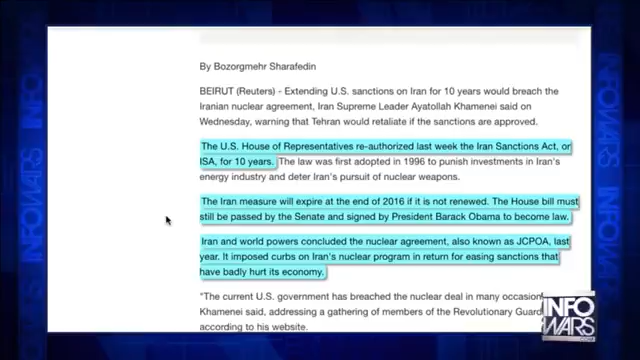 By Bozorgmehr Sharafedin
BEIRUT (Reuters) - Extending U.S. sanctions on Iran for 10 years would breach the
Iranian nuclear agreement, Iran Supreme Leader Ayatollah Khamenei said on
Wednesday, warning that Tehran would retaliate if the sanctions are approved.
The U.S. House of Representatives re-authorized last week the Iran Sanctions Act, or
ISA, for 10 years. The law was first adopted in 1996 to punish investments in Iran's
energy industry and deter Iran's pursuit of nuclear weapons.
The Iran measure will expire at the end of 2016 if it is not renewed. The House bill must
still be passed by the Senate and signed by President Barack Obama to become law.
Iran and world powers concluded the nuclear agreement, also known as JCPOA, last
year. It imposed curbs on Iran's nuclear program in return for easing sanctions that
have badly hurt its economy.
"The current U.S. government has breached the nuclear deal in many occasion
Khamenei said, addressing a gathering of members of the Revolutionary Guard
according to his website.
INFO
WARS
.COM
INFOWARS
INFOWARS